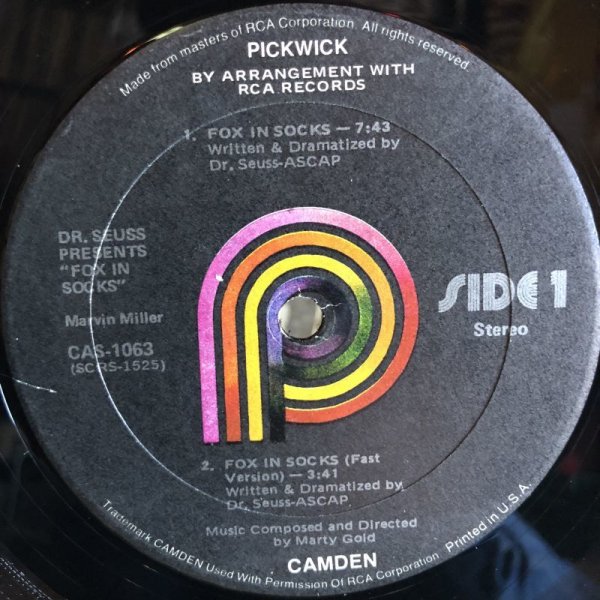 Made from masters of RCA Corporation. All rights reserved.
PICKWICK
BY ARRANGEMENT WITH
RCA RECORDS
1. FOX IN SOCKS — 7:43
Written & Dramatized by
Dr. Seuss-ASCAP
DR. SEUSS
PRESENTS
"FOX IN
SOCKS"
Marvin Miller
CAS-1063
(SCRS-1525)
SIDE 1
Stereo
2. FOX IN SOCKS (Fast
Version) — 3:41
Written & Dramatized by
Dr. Seuss-ASCAP
Music Composed and Directed
by Marty Gold
CAMDEN
Trademark CAMDEN Used With Permission Of RCA Corporation
Printed in U.S.A.